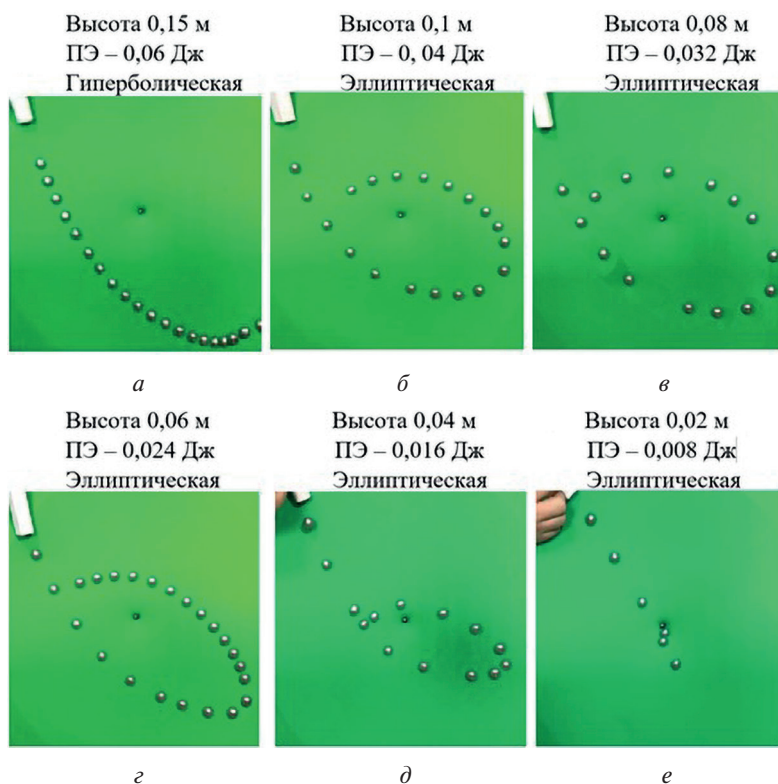 Высота 0,15 м
ПЭ – 0,06 Дж
Гиперболическая
Высота 0,1 м
ПЭ – 0, 04 Дж
Эллиптическая
Высота 0,08 м
ПЭ – 0,032 Дж
Эллиптическая
а
б
в
Высота 0,06 м
ПЭ – 0,024 Дж
Эллиптическая
Высота 0,04 м
ПЭ – 0,016 Дж
Эллиптическая
Высота 0,02 м
ПЭ – 0,008 Дж
Эллиптическая
г
д
е